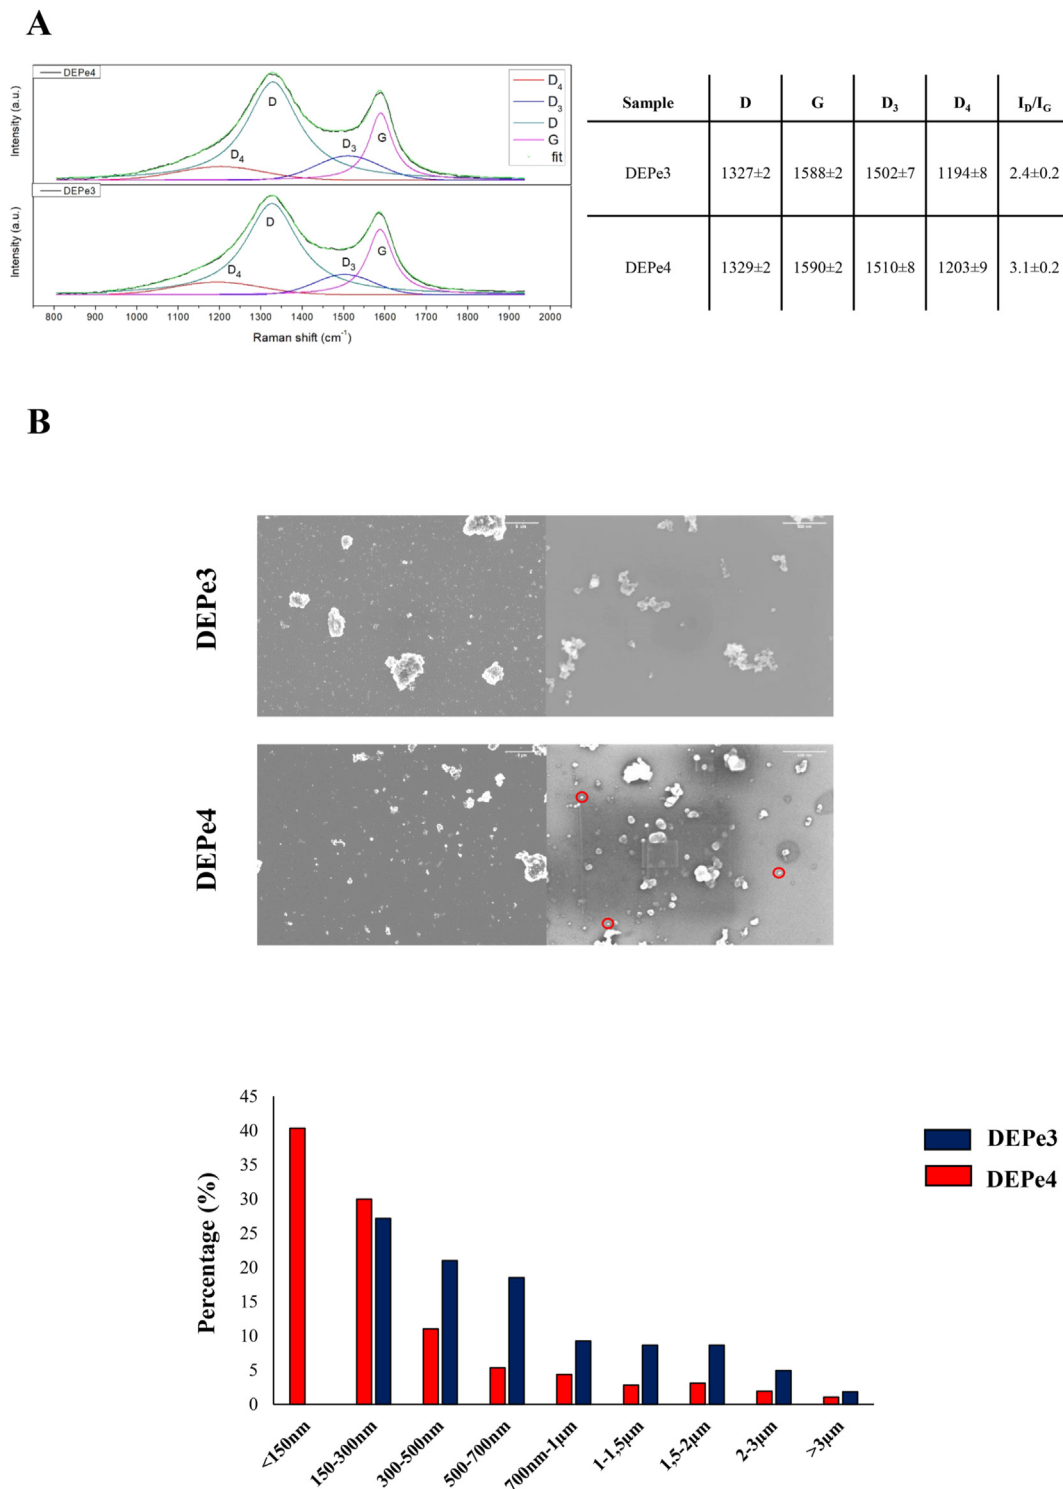 A
DEPe4
D4
D3
D
G
fit
D
D4
D3
G
Intensity (a.u.)
DEPe3
D
D4
D3
G
Intensity (a.u.)
800 900 1000 1100 1200 1300 1400 1500 1600 1700 1800 1900 2000
Raman shift (cm⁻¹)
Sample D G D3 D4 ID/IG
DEPe3 1327±2 1588±2 1502±7 1194±8 2.4±0.2
DEPe4 1329±2 1590±2 1510±8 1203±9 3.1±0.2
B
DEPe3
DEPe4
45
40
35
30
25
20
15
10
5
0
Percentage (%)
<150nm
150-300nm
300-500nm
500-700nm
700nm-1µm
1-1,5µm
1,5-2µm
2-3µm
>3µm
DEPe3
DEPe4